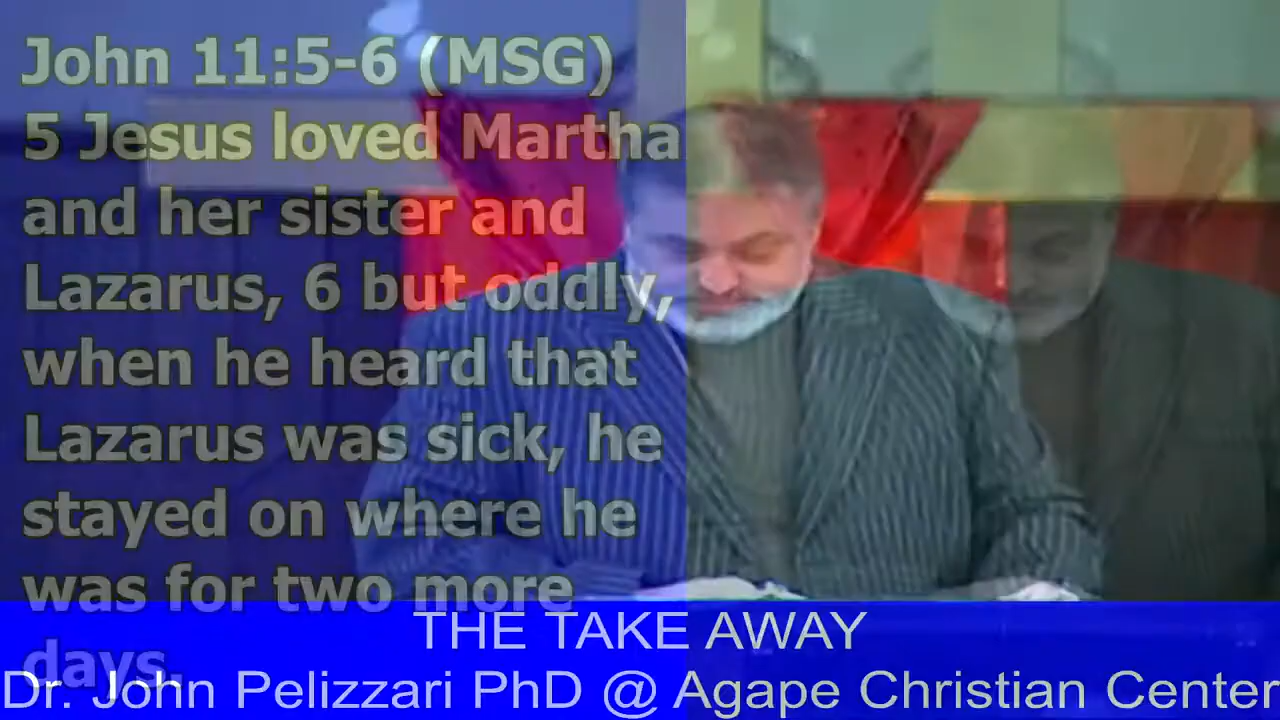 John 11:5-6 (MSG)
5 Jesus loved Martha
and her sister and
Lazarus, 6 but oddly,
when he heard that
Lazarus was sick, he
stayed on where he
was for two more
days.
THE TAKE AWAY
Dr. John Pelizzari PhD @ Agape Christian Center